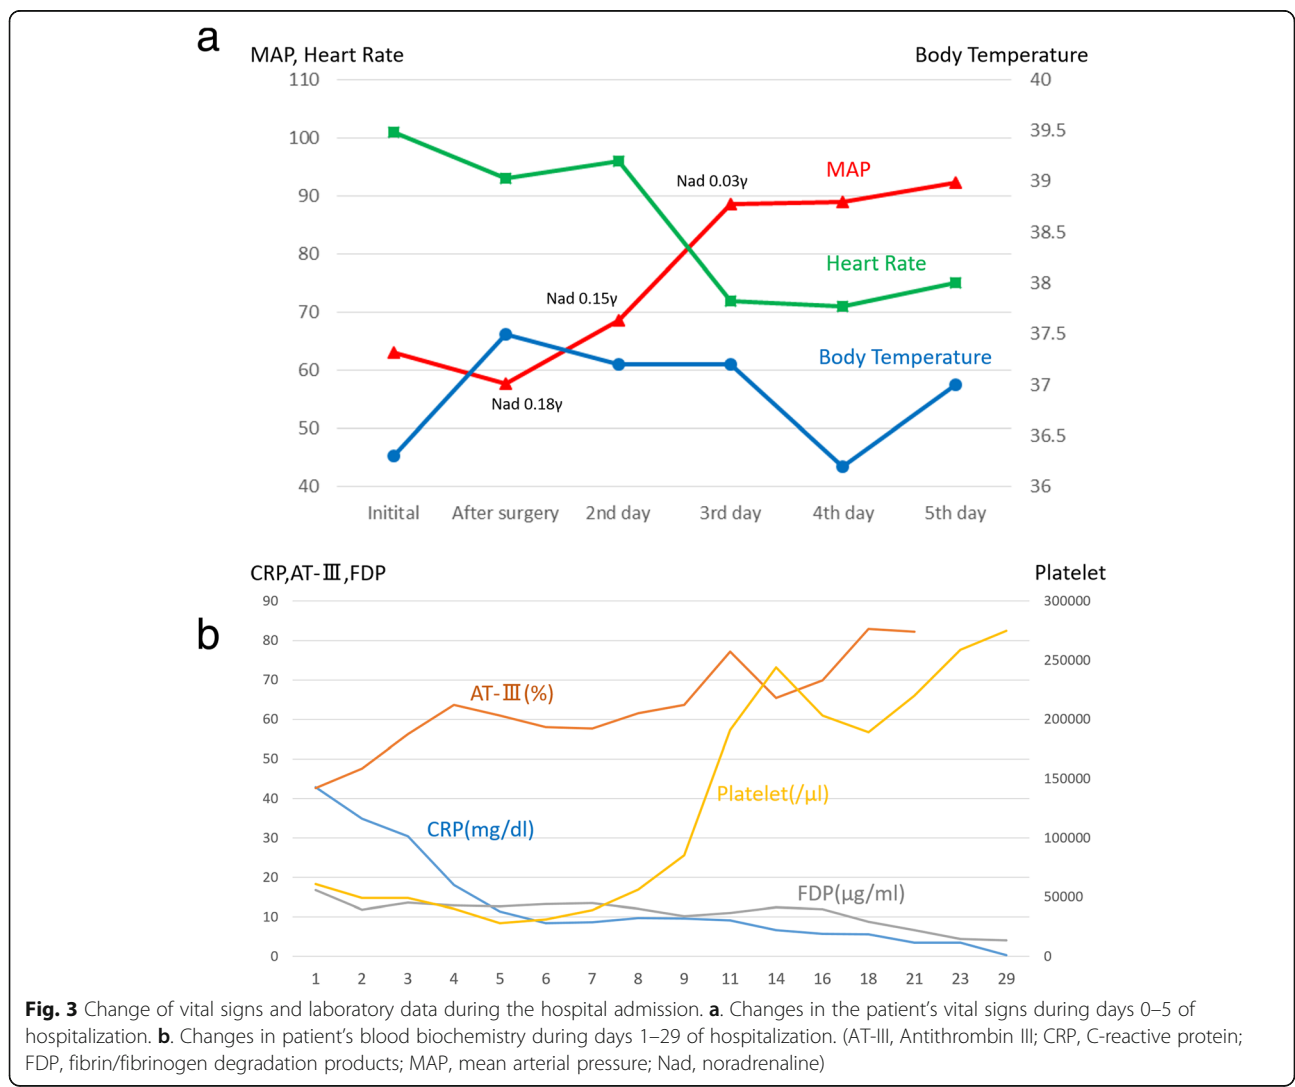 a
MAP, Heart Rate
Body Temperature
110
100
90
80
70
60
50
40
40
39.5
39
38.5
38
37.5
37
36.5
36
MAP
Nad 0.03γ
Heart Rate
Nad 0.15γ
Body Temperature
Nad 0.18γ
Initital After surgery 2nd day 3rd day 4th day 5th day
b
CRP,AT-Ⅲ,FDP
Platelet
90
80
70
60
50
40
30
20
10
0
300000
250000
200000
150000
100000
50000
0
AT-Ⅲ(%)
Platelet(/μl)
CRP(mg/dl)
FDP(μg/ml)
1 2 3 4 5 6 7 8 9 11 14 16 18 21 23 29
Fig. 3 Change of vital signs and laboratory data during the hospital admission. a. Changes in the patient’s vital signs during days 0–5 of
hospitalization. b. Changes in patient’s blood biochemistry during days 1–29 of hospitalization. (AT-III, Antithrombin III; CRP, C-reactive protein;
FDP, fibrin/fibrinogen degradation products; MAP, mean arterial pressure; Nad, noradrenaline)